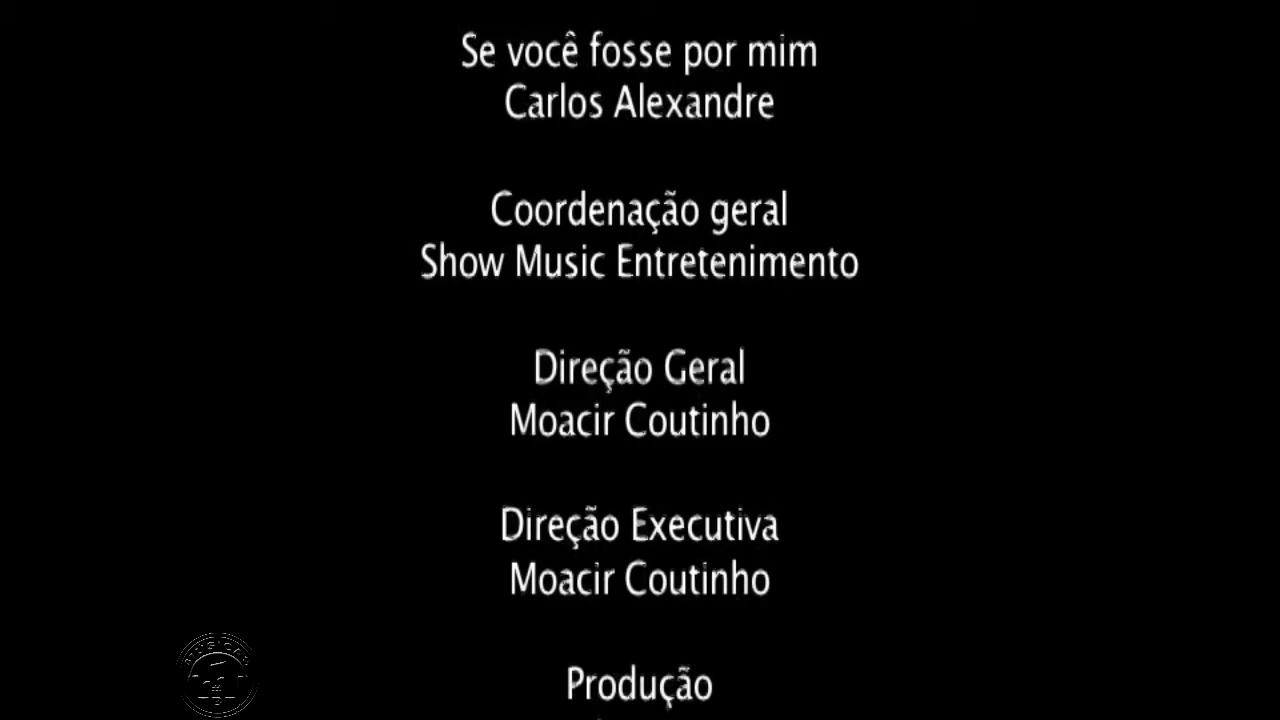 Se você fosse por mim
Carlos Alexandre
Coordenação geral
Show Music Entretenimento
Direção Geral
Moacir Coutinho
Direção Executiva
Moacir Coutinho
Produção